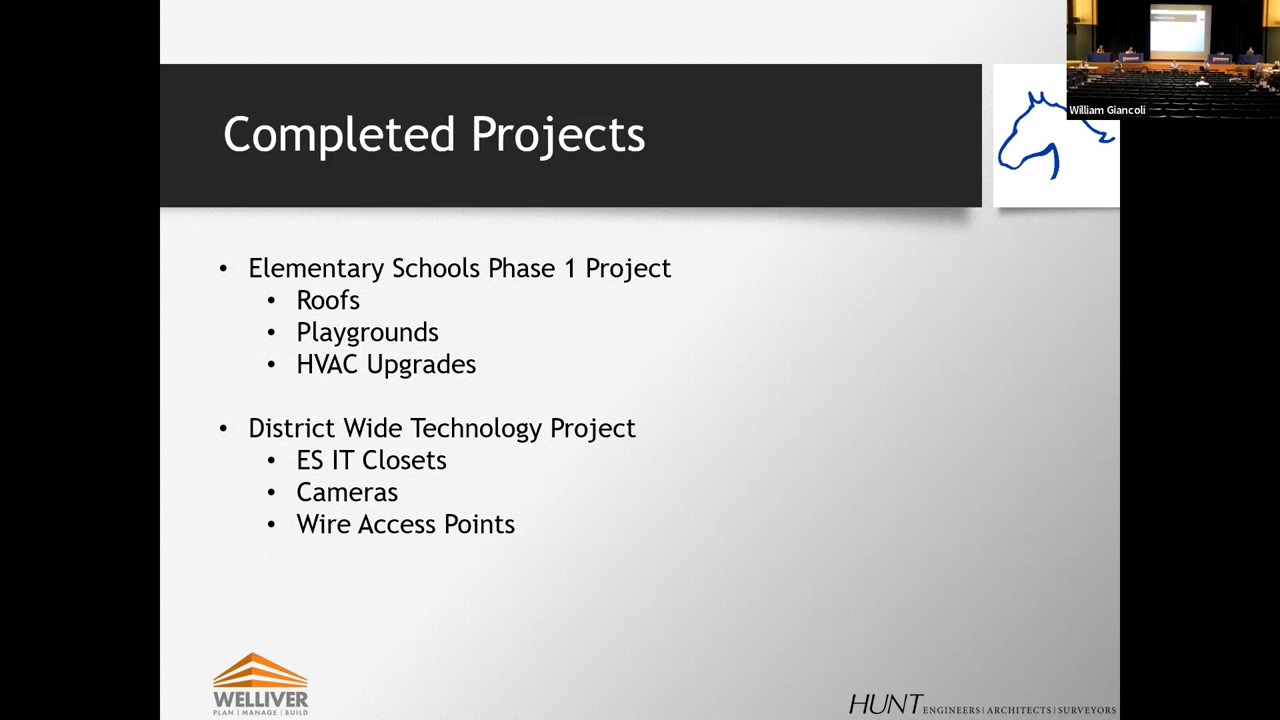 Completed Projects
William Giancoli
• Elementary Schools Phase 1 Project
• Roofs
• Playgrounds
• HVAC Upgrades
• District Wide Technology Project
• ES IT Closets
• Cameras
• Wire Access Points
WELLIVER
PLAN | MANAGE | BUILD
HUNT ENGINEERS | ARCHITECTS | SURVEYORS